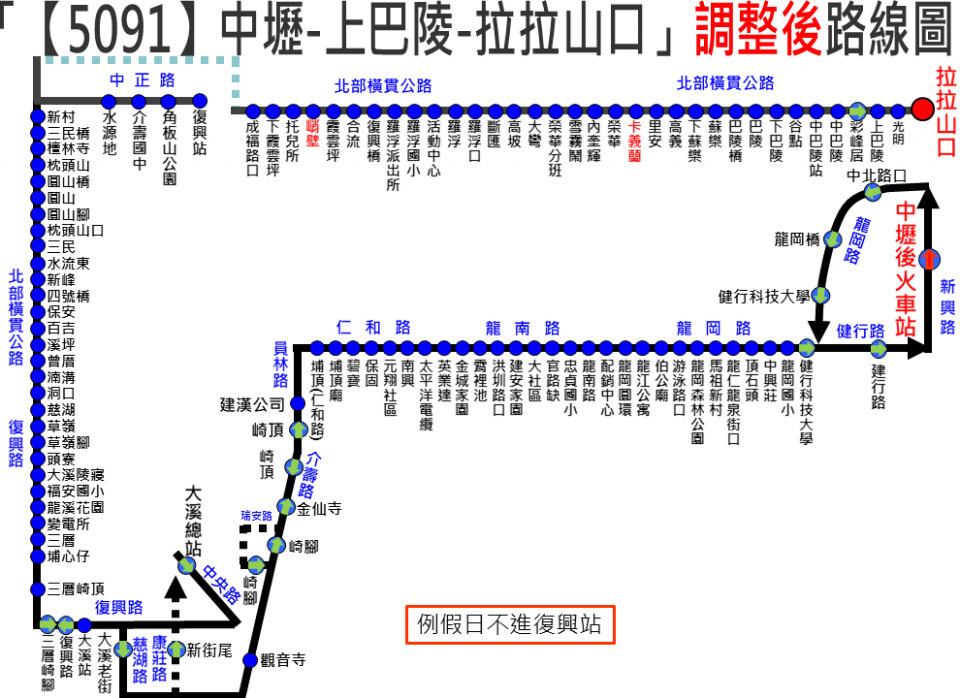 「【5091】中壢-上巴陵-拉拉山口」調整後路線圖
中正路
水源地
介壽國中
角板山公園
復興站
北部橫貫公路
北部橫貫公路
拉拉山口
成福路口
下霞雲坪
托兒所
峭壁
霞雲坪
合流
復興橋
羅浮派出所
羅浮國小
活動中心
羅浮
羅浮口
斷匯
高坡
大彎
榮華分班
雪霧鬧
內奎輝
榮華
卡義蘭
里安
高義
下蘇樂
蘇樂
巴陵橋
巴陵
下巴陵
谷點
中巴陵站
中巴陵
彩峰居
上巴陵
光明
新村
三民橋
檀林寺
枕頭山
圓山橋
圓山
圓山腳
枕頭山口
三民
水流東
新峰
四號橋
保安
百吉
溪坪
曾厝
湳溝
洞口
慈湖
草嶺
草嶺腳
頭寮
大溪陵寢
福安國小
龍溪花園
變電所
三層
埔心仔
三層崎頂
北部橫貫公路
復興路
復興路
三層崎腳
復興路
大溪站
大溪老街
慈湖路
康莊路
新街尾
大溪總站
中央路
觀音寺
瑞安路
崎腳
崎腳
金仙寺
介壽路
崎頂
崎頂
建漢公司
員林路
仁和路
龍南路
龍岡路
埔頂(仁和路)
埔頂廟
碧寶
保固
元翔社區
南興
太平洋電纜
英業達
金城家園
霄裡池
洪圳路口
建安家園
大社區
官路缺
忠貞國小
龍南路
配銷中心
龍岡圓環
龍江公寓
伯公廟
游泳路口
龍岡森林公園
馬祖新村
龍仁龍泉街口
頂石頭
中興莊
龍岡國小
健行科技大學
健行路
建行路
健行科技大學
龍岡橋
龍岡路
中北路口
中壢後火車站
新興路
例假日不進復興站